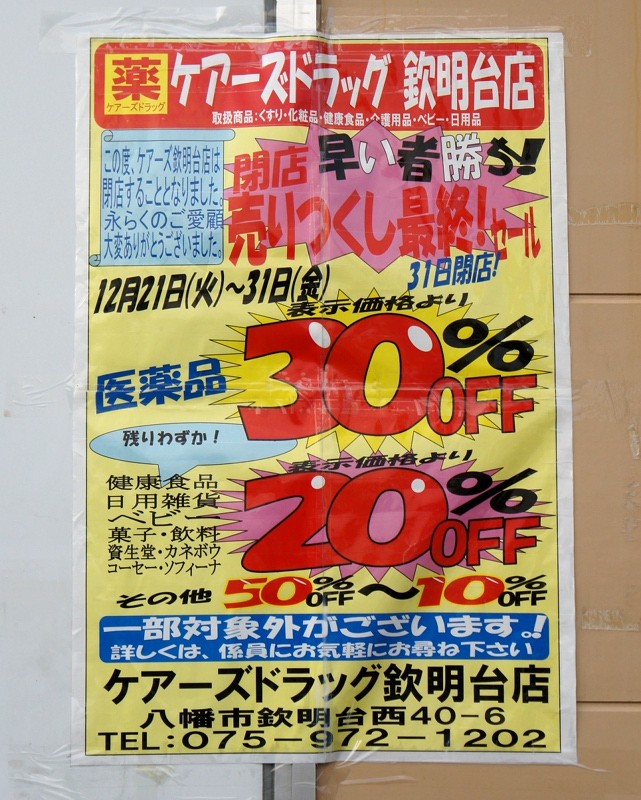 薬
ケアーズドラッグ
ケアーズドラッグ 欽明台店
取扱商品:くすり・化粧品・健康食品・介護用品・ベビー・日用品
この度、ケアーズ欽明台店は
閉店することとなりました。
永らくのご愛顧
大変ありがとうございました。
早い者勝ち!
閉店
売りつくし最終!セール
31日閉店!
12月21日(火)~31日(金)
表示価格より
医薬品
30%OFF
残りわずか!
表示価格より
健康食品
日用雑貨
ベビー
菓子・飲料
資生堂・カネボウ
コーセー・ソフィーナ
20%OFF
その他 50%OFF~10%OFF
一部対象外がございます。!
詳しくは、係員にお気軽にお尋ね下さい
ケアーズドラッグ欽明台店
八幡市欽明台西40-6
TEL:075-972-1202